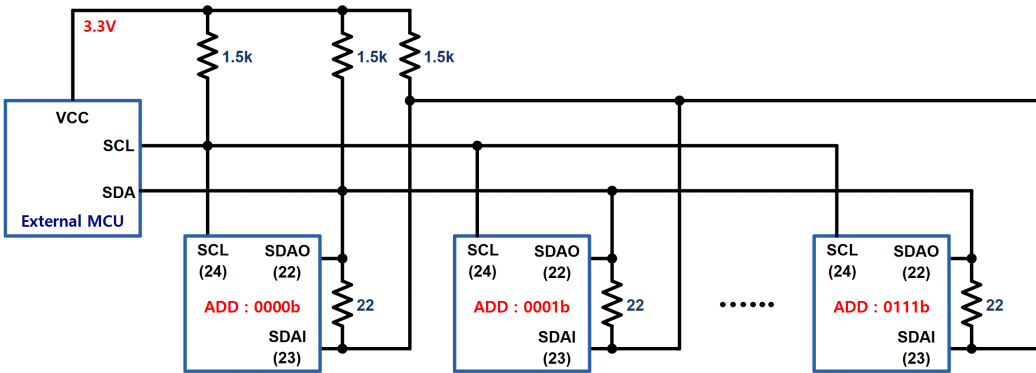 3.3V
1.5k
1.5k
1.5k
VCC
SCL
SDA
External MCU
SCL
(24)
SDAO
(22)
ADD : 0000b
22
SDAI
(23)
SCL
(24)
SDAO
(22)
ADD : 0001b
22
SDAI
(23)
......
SCL
(24)
SDAO
(22)
ADD : 0111b
22
SDAI
(23)